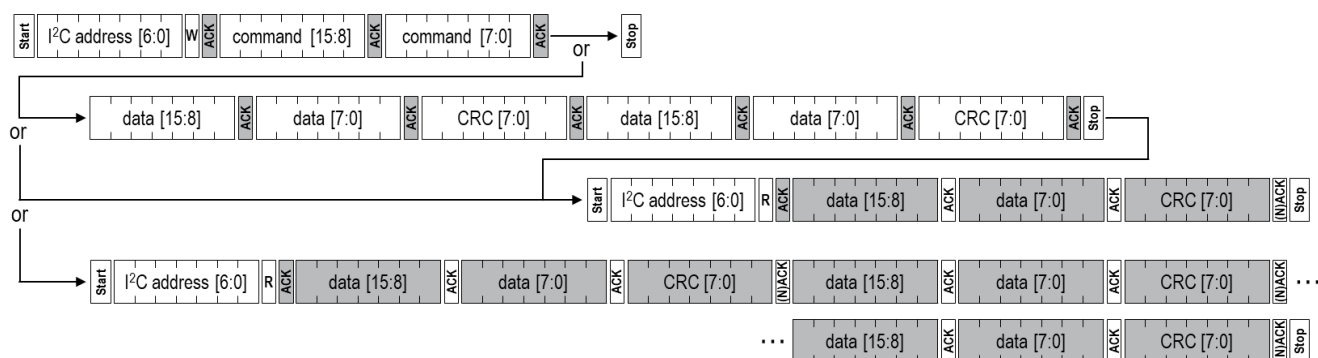 Start I²C address [6:0] W ACK command [15:8] ACK command [7:0] ACK or Stop
or data [15:8] ACK data [7:0] ACK CRC [7:0] ACK data [15:8] ACK data [7:0] ACK CRC [7:0] ACK Stop
or Start I²C address [6:0] R ACK data [15:8] ACK data [7:0] ACK CRC [7:0] (N)ACK Stop
Start I²C address [6:0] R ACK data [15:8] ACK data [7:0] ACK CRC [7:0] (N)ACK data [15:8] ACK data [7:0] ACK CRC [7:0] (N)ACK ...
... data [15:8] ACK data [7:0] ACK CRC [7:0] (N)ACK Stop